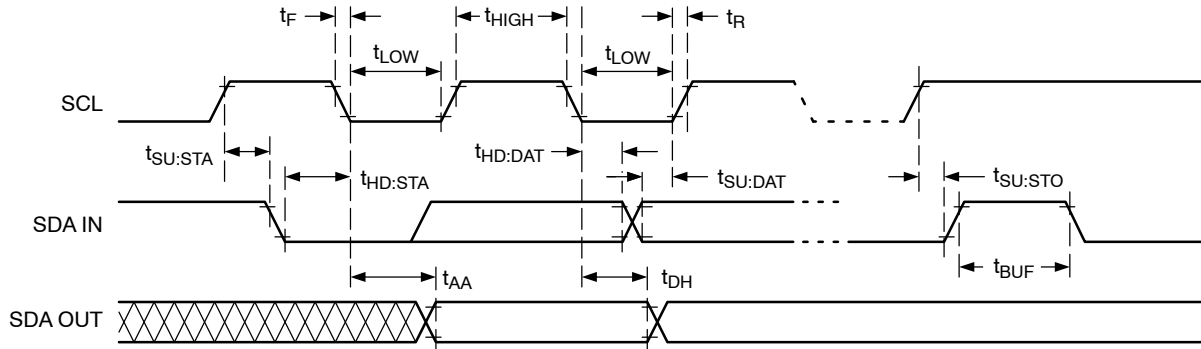 tF
tHIGH
tR
tLOW
tLOW
SCL
tSU:STA
tHD:STA
tHD:DAT
tSU:DAT
tSU:STO
SDA IN
tBUF
tAA
tDH
SDA OUT